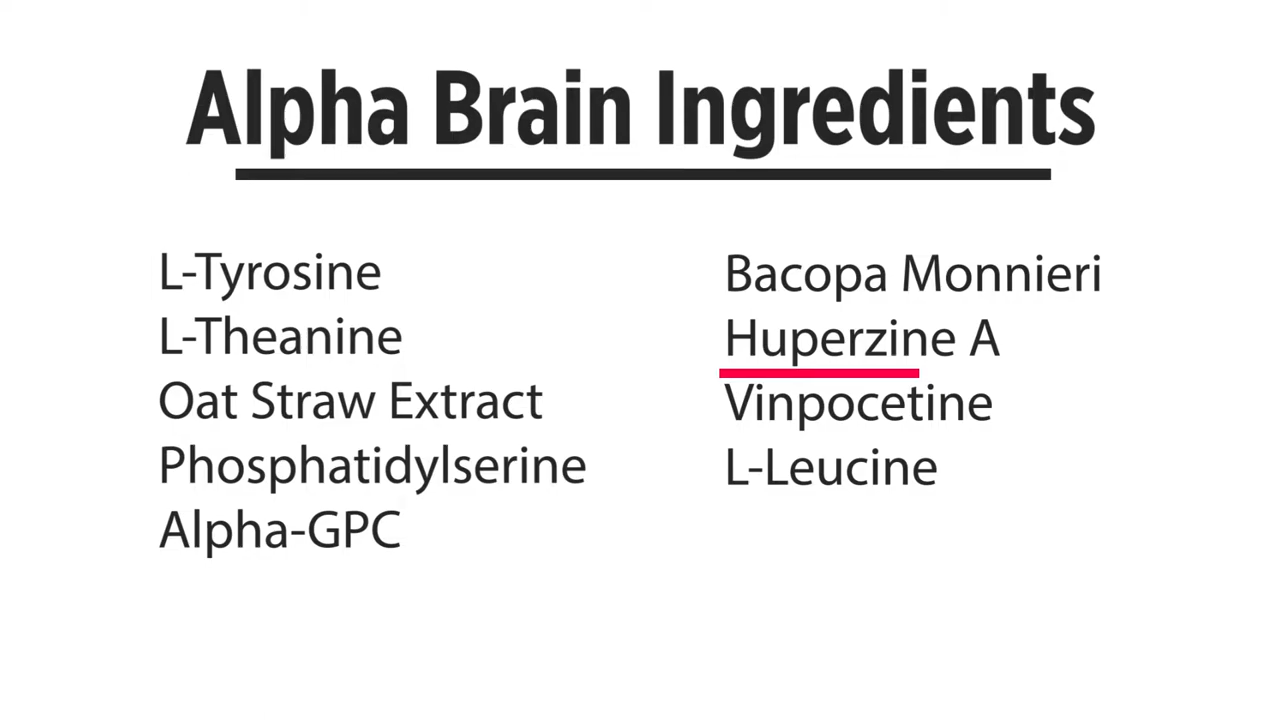 Alpha Brain Ingredients
L-Tyrosine
L-Theanine
Oat Straw Extract
Phosphatidylserine
Alpha-GPC
Bacopa Monnieri
Huperzine A
Vinpocetine
L-Leucine